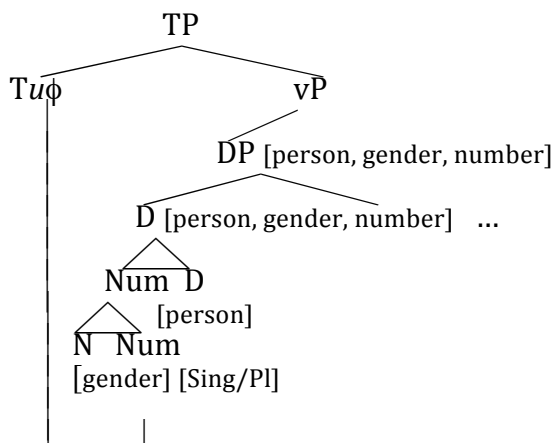 TP
Tuϕ vP
DP [person, gender, number]
D [person, gender, number] ...
Num D
[person]
N Num
[gender] [Sing/Pl]